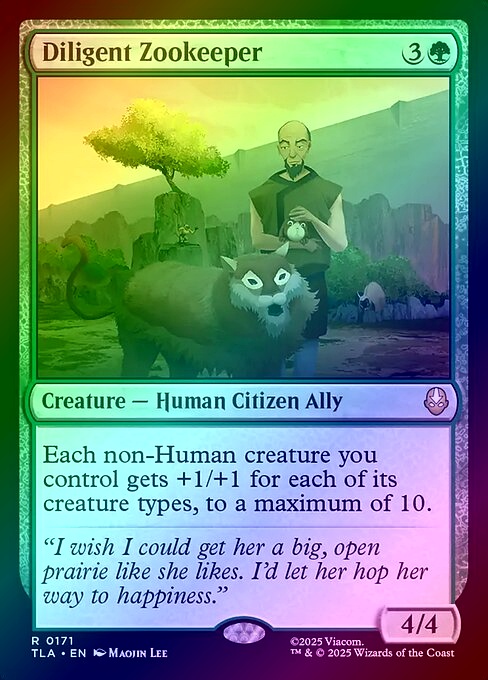 Diligent Zookeeper 3
Creature — Human Citizen Ally
Each non-Human creature you
control gets +1/+1 for each of its
creature types, to a maximum of 10.
“I wish I could get her a big, open
prairie like she likes. I’d let her hop her
way to happiness.”
4/4
R 0171
TLA • EN Maojin Lee
©2025 Viacom.
™ & © 2025 Wizards of the Coast